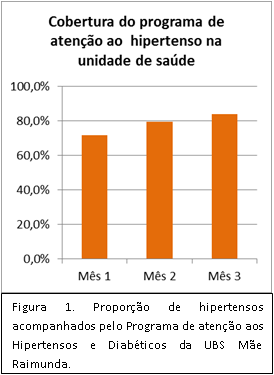 Cobertura do programa de
atenção ao  hipertenso na
unidade de saúde
100,0%
80,0%
60,0%
40,0%
20,0%
0,0%
Mês 1 Mês 2 Mês 3
Figura 1. Proporção de hipertensos
acompanhados pelo Programa de atenção aos
Hipertensos e Diabéticos da UBS Mãe
Raimunda.